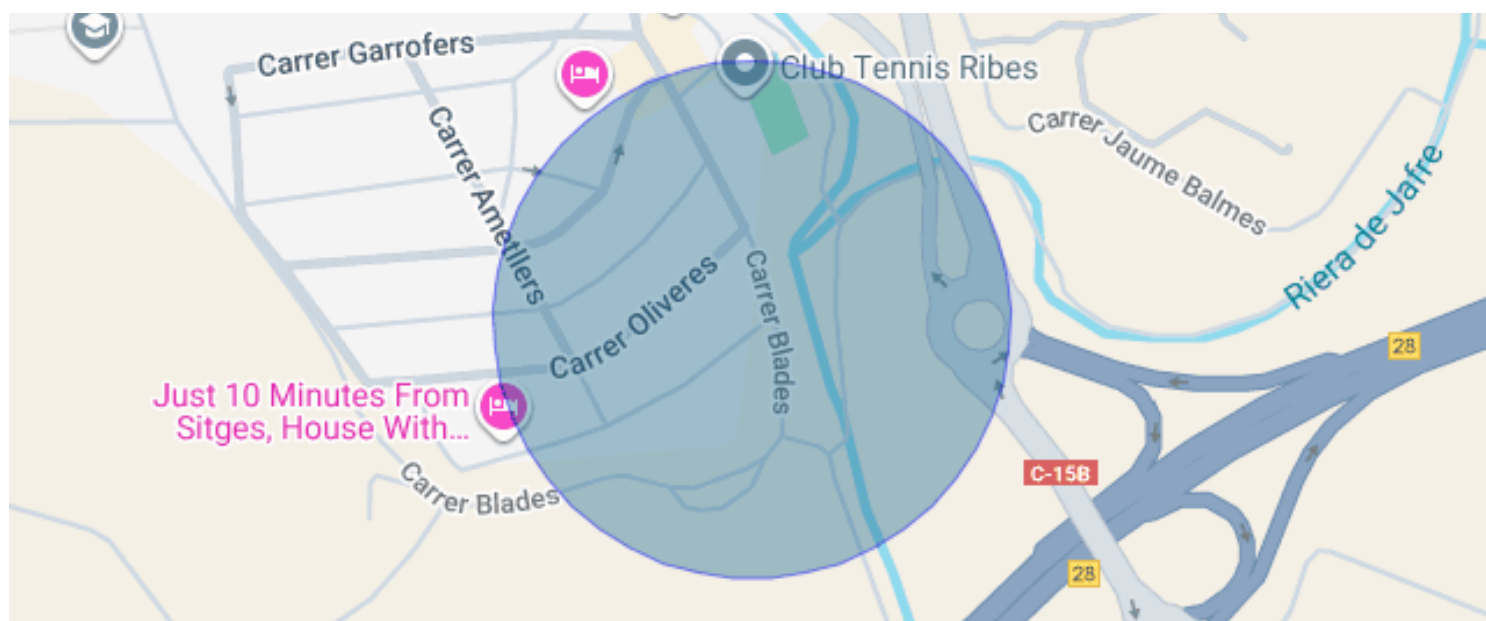 Carrer Garrofers
Club Tennis Ribes
Carrer Ametllers
Carrer Jaume Balmes
Riera de Jafre
Carrer Oliveres
Carrer Blades
28
Just 10 Minutes From
Sitges, House With...
Carrer Blades
C-15B
28